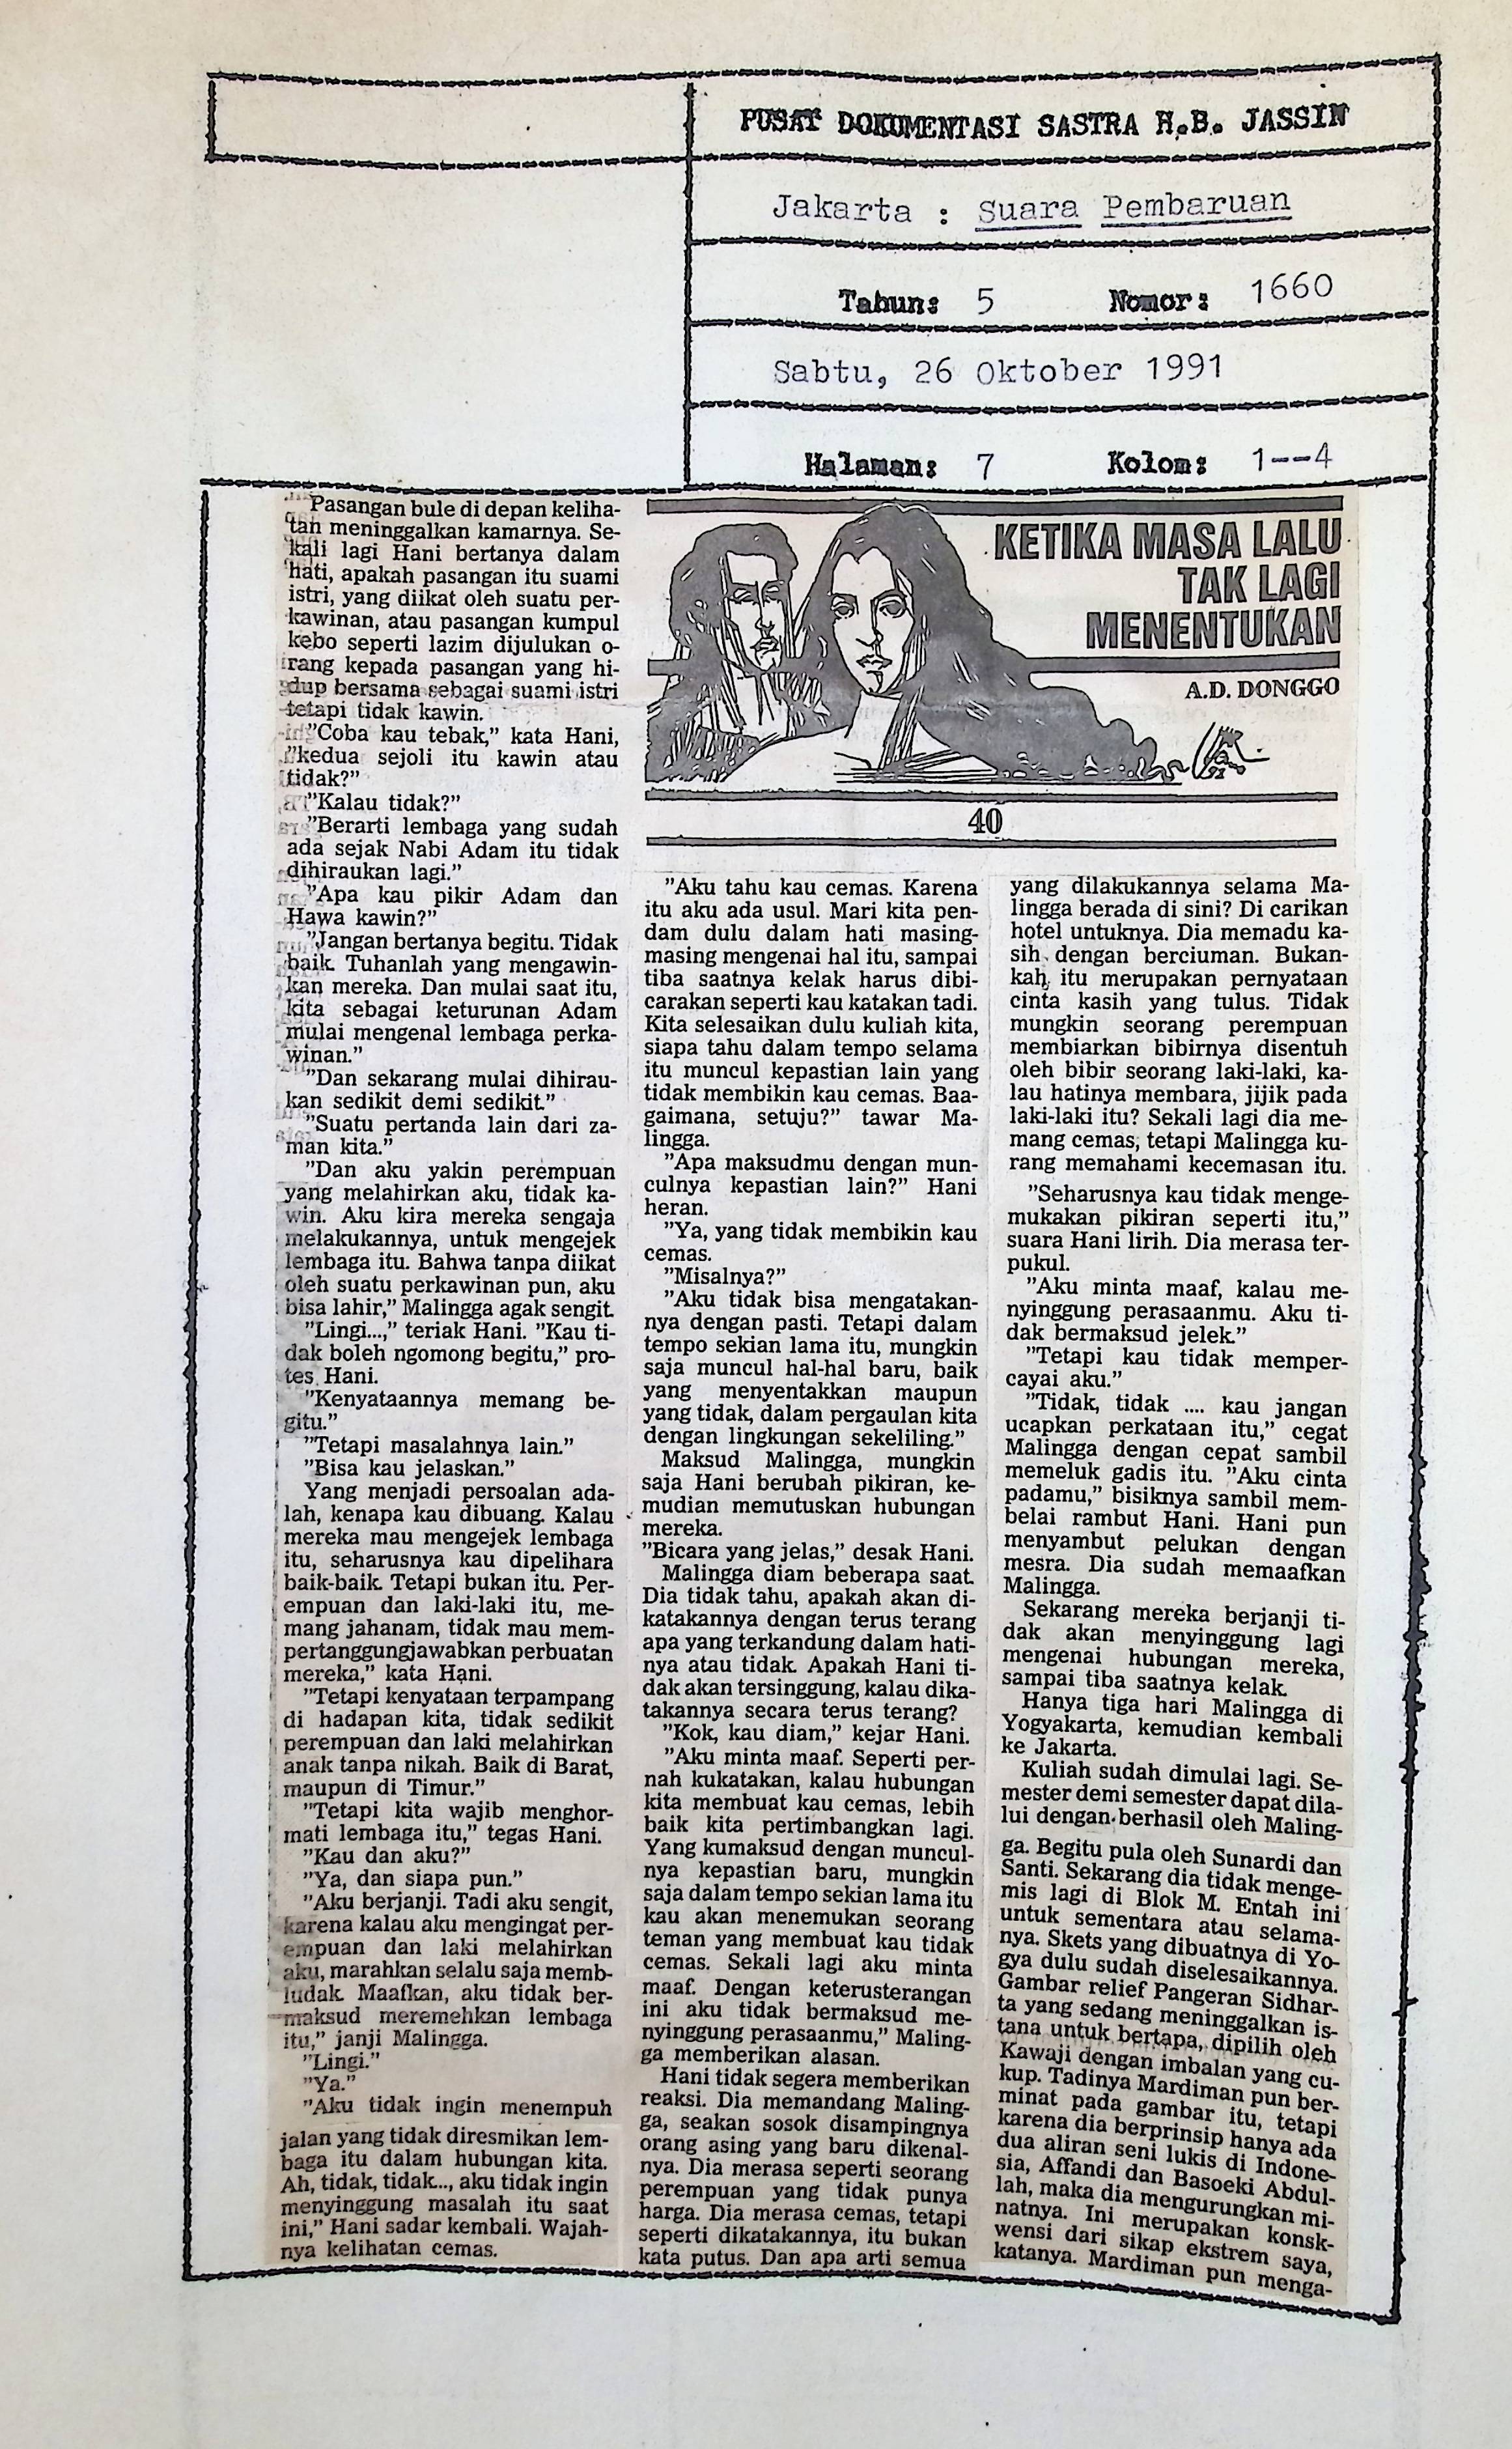 PUSAT DOKUMENTASI SASTRA H.B. JASSIN
Jakarta : Suara Pembaruan
Tahun: 5 Nomor: 1660
Sabtu, 26 Oktober 1991
Halaman: 7 Kolom: 1--4
KETIKA MASA LALU
TAK LAGI
MENENTUKAN
A.D. DONGGO
40
Pasangan bule di depan keliha-
tan meninggalkan kamarnya. Se-
kali lagi Hani bertanya dalam
hati, apakah pasangan itu suami
istri, yang diikat oleh suatu per-
kawinan, atau pasangan kumpul
kebo seperti lazim dijulukan o-
rang kepada pasangan yang hi-
dup bersama sebagai suami istri
tetapi tidak kawin.
”Coba kau tebak,” kata Hani,
”kedua sejoli itu kawin atau
tidak?”
”Kalau tidak?”
”Berarti lembaga yang sudah
ada sejak Nabi Adam itu tidak
dihiraukan lagi.”
”Apa kau pikir Adam dan
Hawa kawin?”
”Jangan bertanya begitu. Tidak
baik. Tuhanlah yang mengawin-
kan mereka. Dan mulai saat itu,
kita sebagai keturunan Adam
mulai mengenal lembaga perka-
winan.”
”Dan sekarang mulai dihirau-
kan sedikit demi sedikit.”
”Suatu pertanda lain dari za-
man kita.”
”Dan aku yakin perempuan
yang melahirkan aku, tidak ka-
win. Aku kira mereka sengaja
melakukannya, untuk mengejek
lembaga itu. Bahwa tanpa diikat
oleh suatu perkawinan pun, aku
bisa lahir,” Malingga agak sengit.
”Lingi...,” teriak Hani. ”Kau ti-
dak boleh ngomong begitu,” pro-
tes Hani.
”Kenyataannya memang be-
gitu.”
”Tetapi masalahnya lain.”
”Bisa kau jelaskan.”
Yang menjadi persoalan ada-
lah, kenapa kau dibuang. Kalau
mereka mau mengejek lembaga
itu, seharusnya kau dipelihara
baik-baik. Tetapi bukan itu. Per-
empuan dan laki-laki itu, me-
mang jahanam, tidak mau mem-
pertanggungjawabkan perbuatan
mereka,” kata Hani.
”Tetapi kenyataan terpampang
di hadapan kita, tidak sedikit
perempuan dan laki melahirkan
anak tanpa nikah. Baik di Barat,
maupun di Timur.”
”Tetapi kita wajib menghor-
mati lembaga itu,” tegas Hani.
”Kau dan aku?”
”Ya, dan siapa pun.”
”Aku berjanji. Tadi aku sengit,
karena kalau aku mengingat per-
empuan dan laki melahirkan
aku, marahkan selalu saja memb-
ludak. Maafkan, aku tidak ber-
maksud meremehkan lembaga
itu,” janji Malingga.
”Lingi.”
”Ya.”
”Aku tidak ingin menempuh
jalan yang tidak diresmikan lem-
baga itu dalam hubungan kita.
Ah, tidak, tidak..., aku tidak ingin
menyinggung masalah itu saat
ini,” Hani sadar kembali. Wajah-
nya kelihatan cemas.
”Aku tahu kau cemas. Karena
itu aku ada usul. Mari kita pen-
dam dulu dalam hati masing-
masing mengenai hal itu, sampai
tiba saatnya kelak harus dibi-
carakan seperti kau katakan tadi.
Kita selesaikan dulu kuliah kita,
siapa tahu dalam tempo selama
itu muncul kepastian lain yang
tidak membikin kau cemas. Baa-
gaimana, setuju?” tawar Ma-
lingga.
”Apa maksudmu dengan mun-
culnya kepastian lain?” Hani
heran.
”Ya, yang tidak membikin kau
cemas.
”Misalnya?”
”Aku tidak bisa mengatakan-
nya dengan pasti. Tetapi dalam
tempo sekian lama itu, mungkin
saja muncul hal-hal baru, baik
yang menyentakkan maupun
yang tidak, dalam pergaulan kita
dengan lingkungan sekeliling.”
Maksud Malingga, mungkin
saja Hani berubah pikiran, ke-
mudian memutuskan hubungan
mereka.
”Bicara yang jelas,” desak Hani.
Malingga diam beberapa saat.
Dia tidak tahu, apakah akan di-
katakannya dengan terus terang
apa yang terkandung dalam hati-
nya atau tidak. Apakah Hani ti-
dak akan tersinggung, kalau dika-
takannya secara terus terang?
”Kok, kau diam,” kejar Hani.
”Aku minta maaf. Seperti per-
nah kukatakan, kalau hubungan
kita membuat kau cemas, lebih
baik kita pertimbangkan lagi.
Yang kumaksud dengan muncul-
nya kepastian baru, mungkin
saja dalam tempo sekian lama itu
kau akan menemukan seorang
teman yang membuat kau tidak
cemas. Sekali lagi aku minta
maaf. Dengan keterusterangan
ini aku tidak bermaksud me-
nyinggung perasaanmu,” Maling-
ga memberikan alasan.
Hani tidak segera memberikan
reaksi. Dia memandang Maling-
ga, seakan sosok disampingnya
orang asing yang baru dikenal-
nya. Dia merasa seperti seorang
perempuan yang tidak punya
harga. Dia merasa cemas, tetapi
seperti dikatakannya, itu bukan
kata putus. Dan apa arti semua
yang dilakukannya selama Ma-
lingga berada di sini? Di carikan
hotel untuknya. Dia memadu ka-
sih dengan berciuman. Bukan-
kah itu merupakan pernyataan
cinta kasih yang tulus. Tidak
mungkin seorang perempuan
membiarkan bibirnya disentuh
oleh bibir seorang laki-laki, ka-
lau hatinya membara, jijik pada
laki-laki itu? Sekali lagi dia me-
mang cemas, tetapi Malingga ku-
rang memahami kecemasan itu.
”Seharusnya kau tidak menge-
mukakan pikiran seperti itu,”
suara Hani lirih. Dia merasa ter-
pukul.
”Aku minta maaf, kalau me-
nyinggung perasaanmu. Aku ti-
dak bermaksud jelek.”
”Tetapi kau tidak memper-
cayai aku.”
”Tidak, tidak .... kau jangan
ucapkan perkataan itu,” cegat
Malingga dengan cepat sambil
memeluk gadis itu. ”Aku cinta
padamu,” bisiknya sambil mem-
belai rambut Hani. Hani pun
menyambut pelukan dengan
mesra. Dia sudah memaafkan
Malingga.
Sekarang mereka berjanji ti-
dak akan menyinggung lagi
mengenai hubungan mereka,
sampai tiba saatnya kelak.
Hanya tiga hari Malingga di
Yogyakarta, kemudian kembali
ke Jakarta.
Kuliah sudah dimulai lagi. Se-
mester demi semester dapat dila-
lui dengan berhasil oleh Maling-
ga. Begitu pula oleh Sunardi dan
Santi. Sekarang dia tidak menge-
mis lagi di Blok M. Entah ini
untuk sementara atau selama-
nya. Skets yang dibuatnya di Yo-
gya dulu sudah diselesaikannya.
Gambar relief Pangeran Sidhar-
ta yang sedang meninggalkan is-
tana untuk bertapa, dipilih oleh
Kawaji dengan imbalan yang cu-
kup. Tadinya Mardiman pun ber-
minat pada gambar itu, tetapi
karena dia berprinsip hanya ada
dua aliran seni lukis di Indone-
sia, Affandi dan Basoeki Abdul-
lah, maka dia mengurungkan mi-
natnya. Ini merupakan konsk-
wensi dari sikap ekstrem saya,
katanya. Mardiman pun menga-